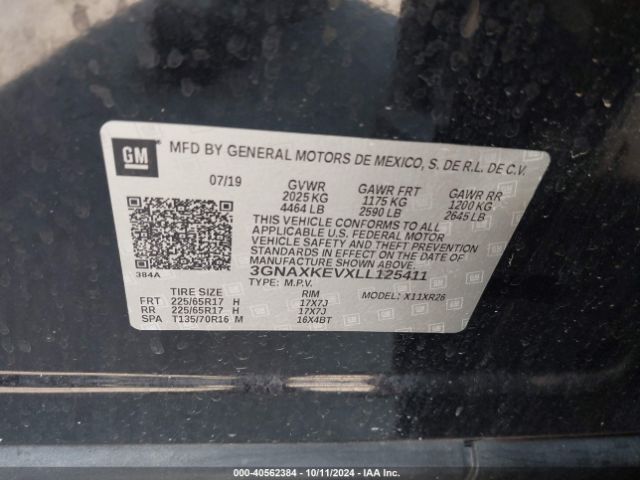 GM MFD BY GENERAL MOTORS DE MEXICO, S. DE R.L. DE C.V.
07/19 GVWR GAWR FRT GAWR RR
2025 KG 1175 KG 1200 KG
4464 LB 2590 LB 2645 LB
THIS VEHICLE CONFORMS TO ALL
APPLICABLE U.S. FEDERAL MOTOR
VEHICLE SAFETY AND THEFT PREVENTION
STANDARDS IN EFFECT ON THE DATE OF
MANUFACTURE SHOWN ABOVE.
384A 3GNAXKEVXLL125411
TYPE: M.P.V.
TIRE SIZE RIM MODEL: X11XR26
FRT 225/65R17 H 17X7J
RR 225/65R17 H 17X7J
SPA T135/70R16 M 16X4BT
000-40562384 - 10/11/2024 - IAA Inc.